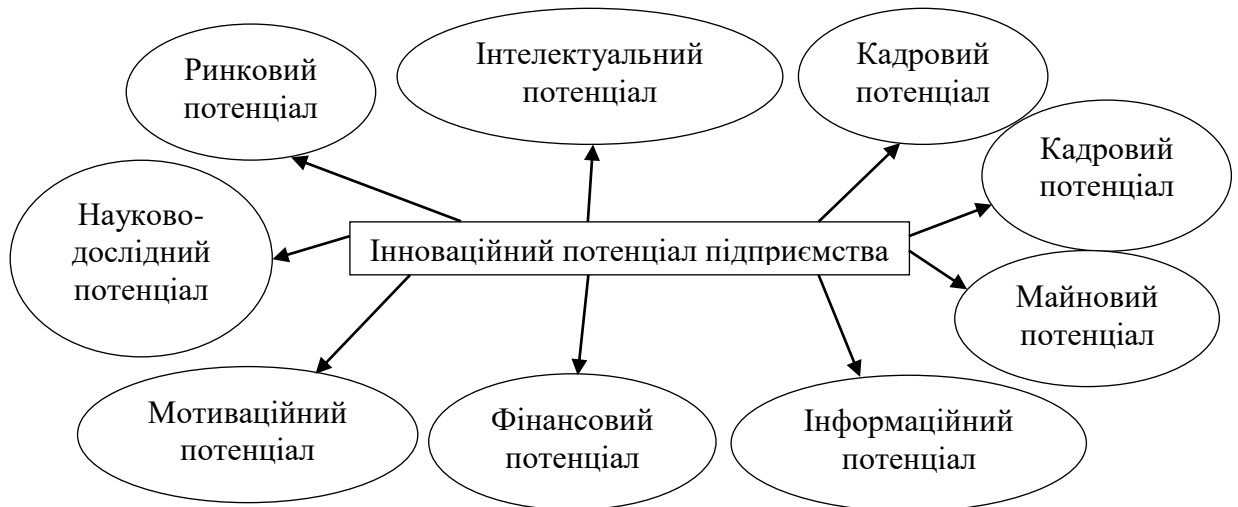 Ринковий
потенціал
Інтелектуальний
потенціал
Кадровий
потенціал
Кадровий
потенціал
Науково-
дослідний
потенціал
Інноваційний потенціал підприємства
Майновий
потенціал
Мотиваційний
потенціал
Фінансовий
потенціал
Інформаційний
потенціал